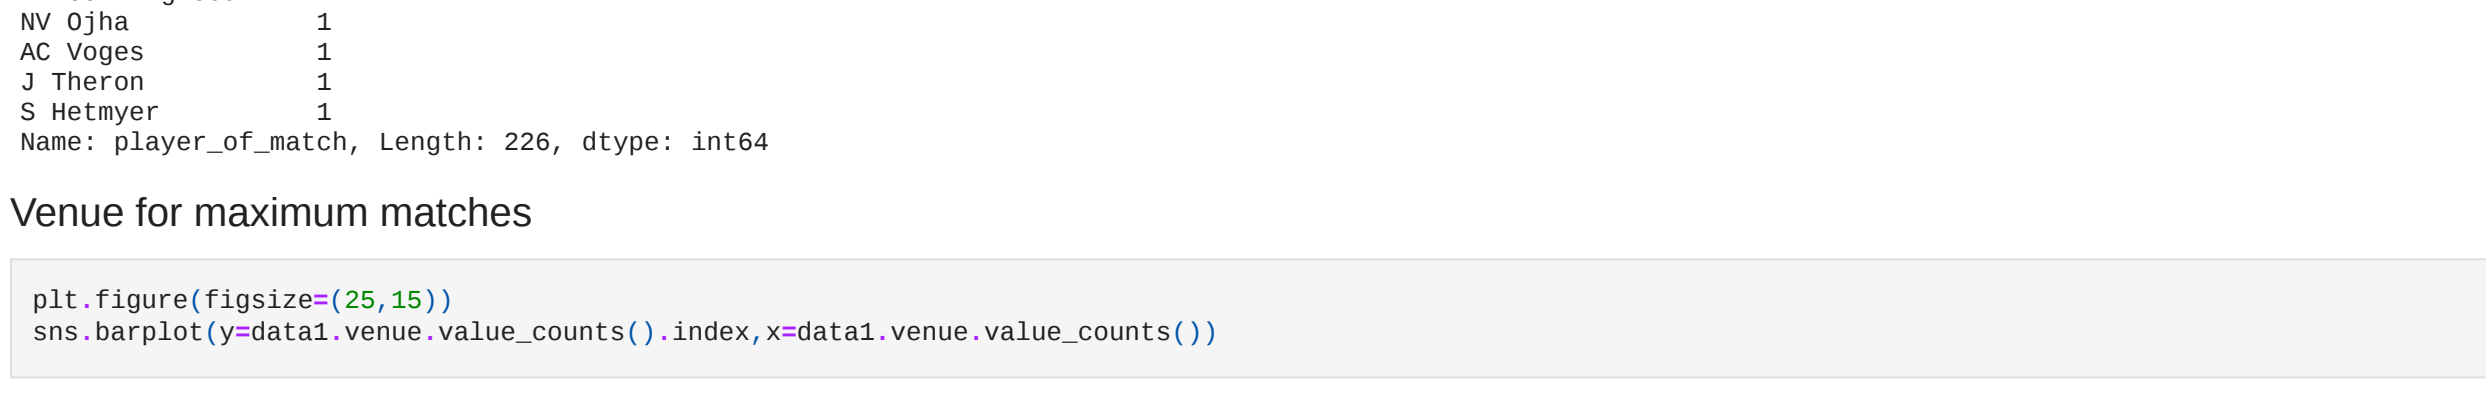 NV Ojha            1
AC Voges           1
J Theron           1
S Hetmyer          1
Name: player_of_match, Length: 226, dtype: int64
Venue for maximum matches
plt.figure(figsize=(25,15))
sns.barplot(y=data1.venue.value_counts().index,x=data1.venue.value_counts())